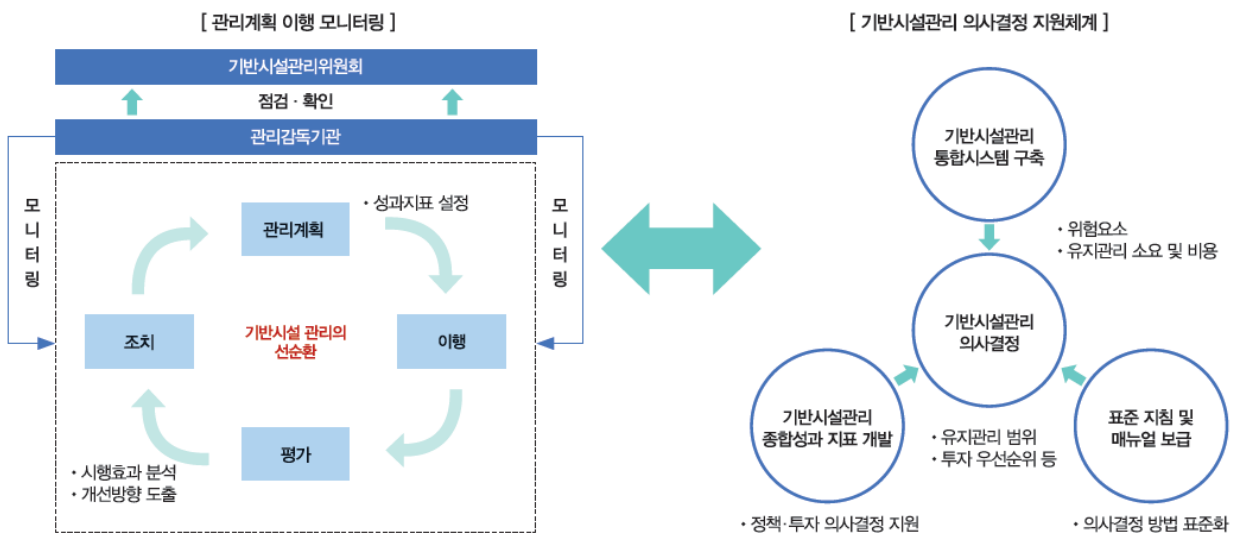 [ 관리계획 이행 모니터링 ]
기반시설관리위원회
점검 · 확인
관리감독기관
모니터링
모니터링
• 성과지표 설정
관리계획
조치
기반시설 관리의
선순환
이행
평가
• 시행효과 분석
• 개선방향 도출
[ 기반시설관리 의사결정 지원체계 ]
기반시설관리
통합시스템 구축
• 위험요소
• 유지관리 소요 및 비용
기반시설관리
의사결정
기반시설관리
종합성과 지표 개발
• 유지관리 범위
• 투자 우선순위 등
표준 지침 및
매뉴얼 보급
• 정책·투자 의사결정 지원
• 의사결정 방법 표준화